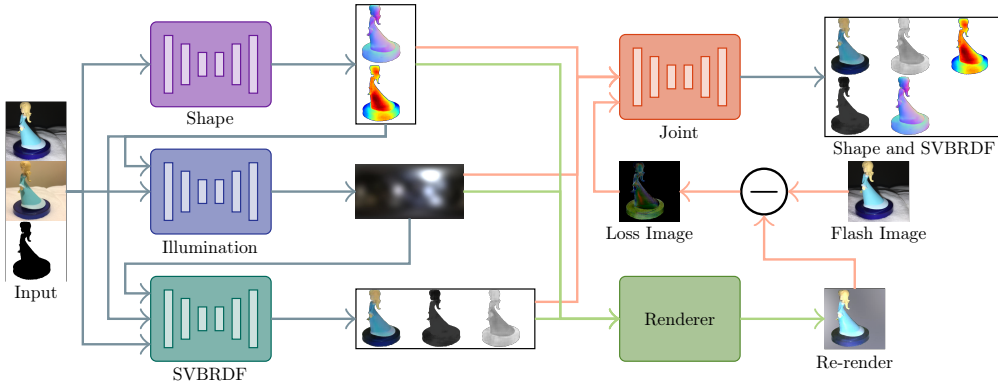 Shape
Joint
Shape and SVBRDF
Illumination
Loss Image
Flash Image
Input
Renderer
SVBRDF
Re-render